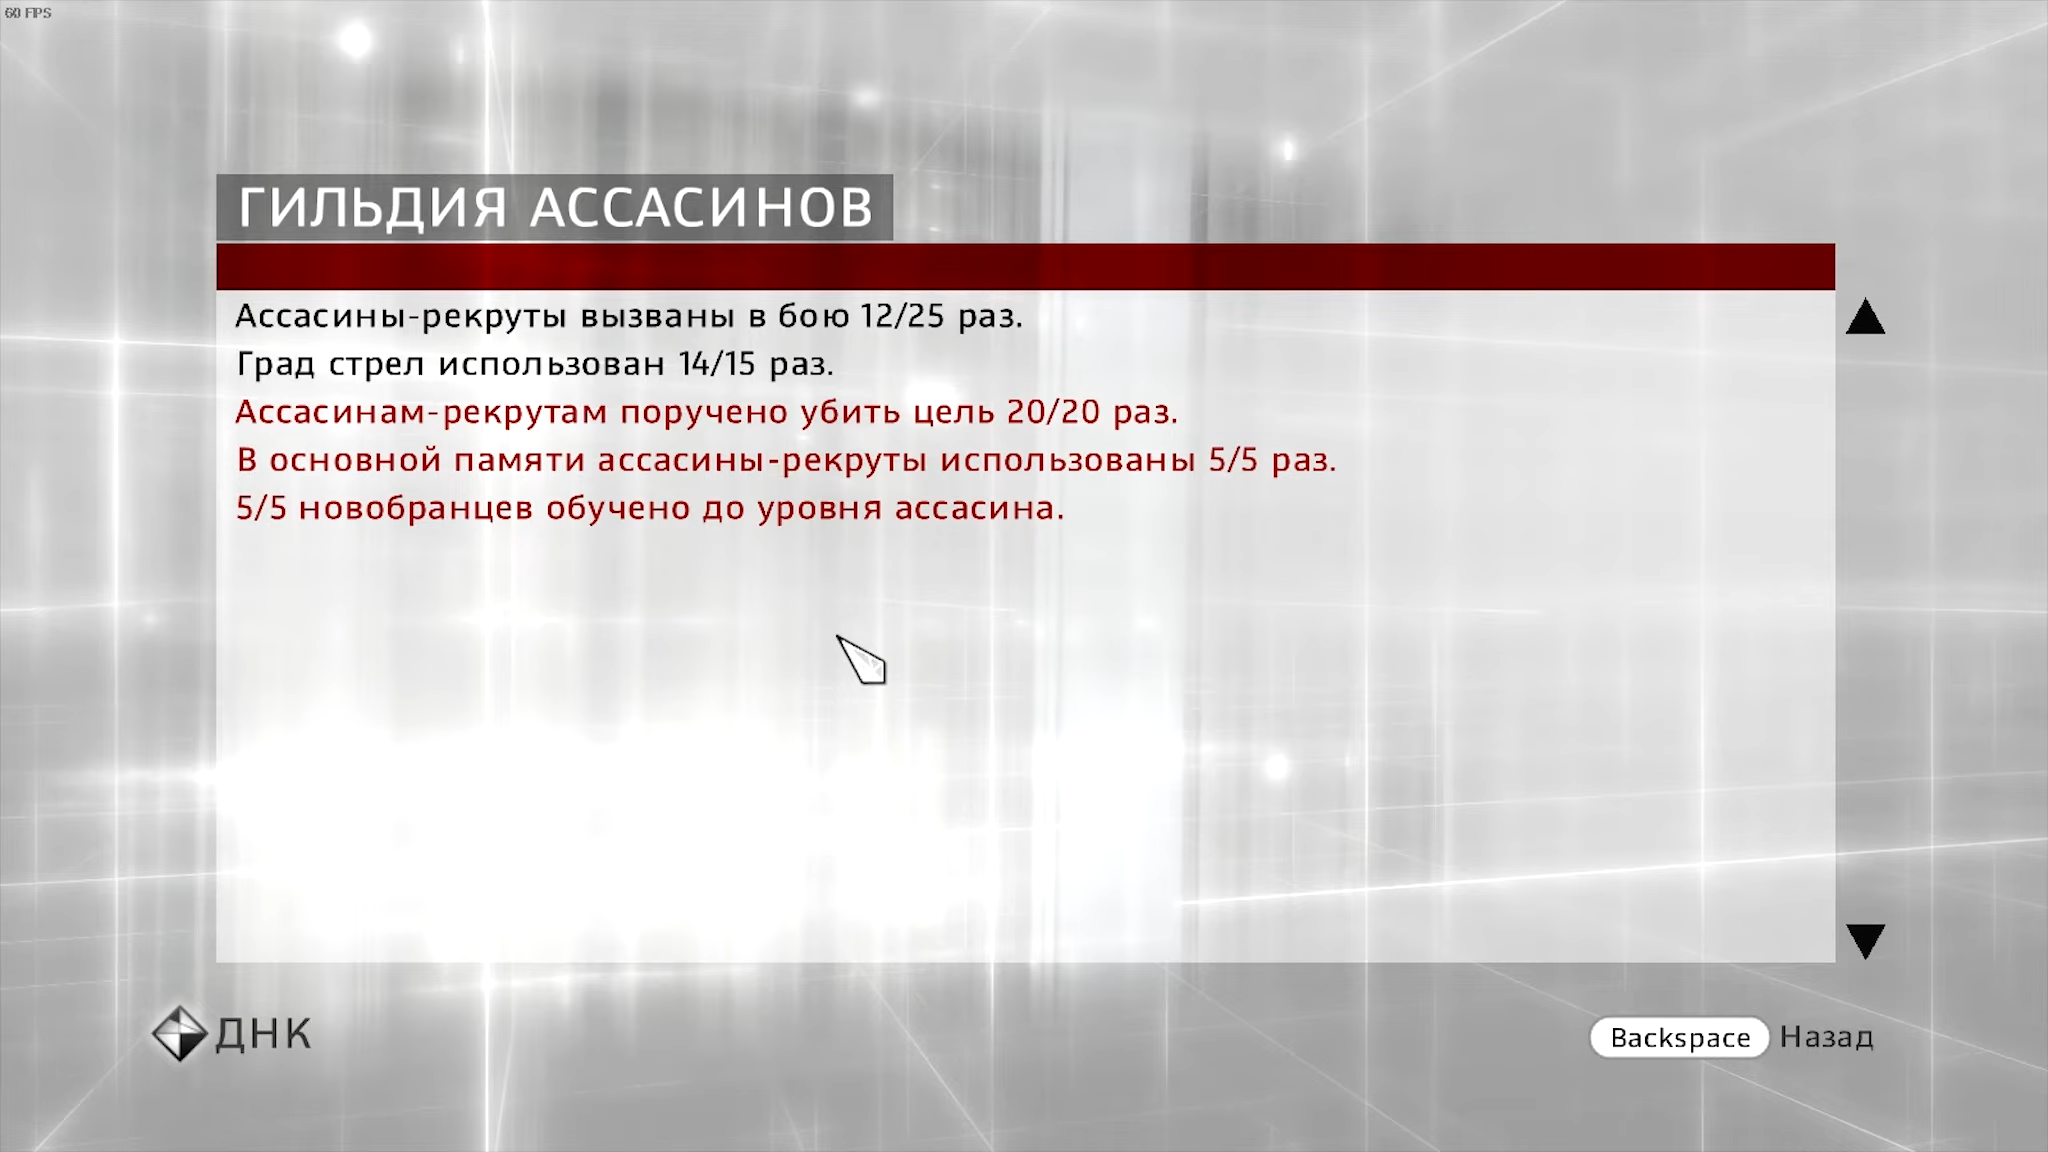 60 FPS
ГИЛЬДИЯ АССАСИНОВ
Ассасины-рекруты вызваны в бою 12/25 раз.
Град стрел использован 14/15 раз.
Ассасинам-рекрутам поручено убить цель 20/20 раз.
В основной памяти ассасины-рекруты использованы 5/5 раз.
5/5 новобранцев обучено до уровня ассасина.
ДНК
Backspace Назад